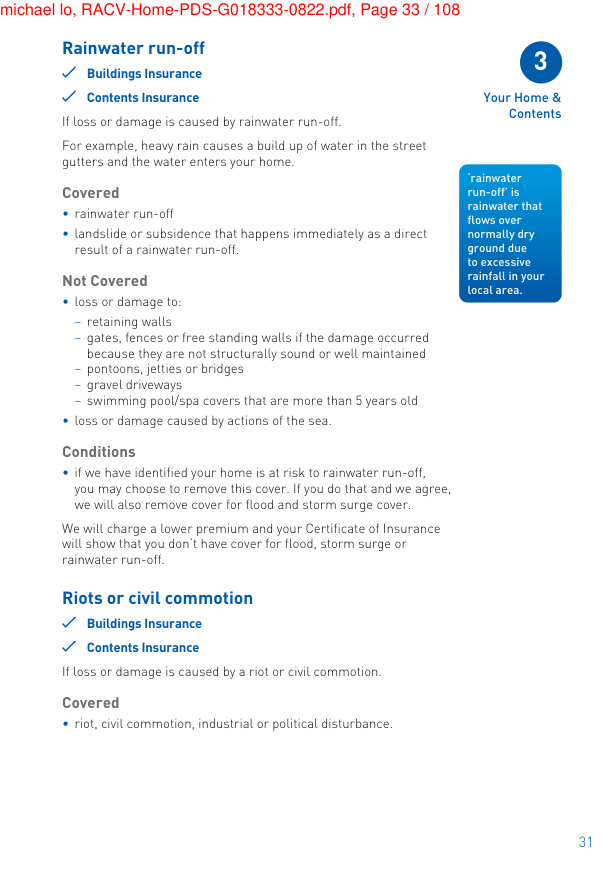 michael lo, RACV-Home-PDS-G018333-0822.pdf, Page 33 / 108
Rainwater run-off
Buildings Insurance
Contents Insurance
If loss or damage is caused by rainwater run-off.
For example, heavy rain causes a build up of water in the street
gutters and the water enters your home.
Covered
• rainwater run-off
• landslide or subsidence that happens immediately as a direct
result of a rainwater run-off.
Not Covered
• loss or damage to:
– retaining walls
– gates, fences or free standing walls if the damage occurred
because they are not structurally sound or well maintained
– pontoons, jetties or bridges
– gravel driveways
– swimming pool/spa covers that are more than 5 years old
• loss or damage caused by actions of the sea.
Conditions
• if we have identified your home is at risk to rainwater run-off,
you may choose to remove this cover. If you do that and we agree,
we will also remove cover for flood and storm surge cover.
We will charge a lower premium and your Certificate of Insurance
will show that you don't have cover for flood, storm surge or
rainwater run-off.
Riots or civil commotion
Buildings Insurance
Contents Insurance
If loss or damage is caused by a riot or civil commotion.
Covered
• riot, civil commotion, industrial or political disturbance.
3
Your Home &
Contents
'rainwater
run-off' is
rainwater that
flows over
normally dry
ground due
to excessive
rainfall in your
local area.
31